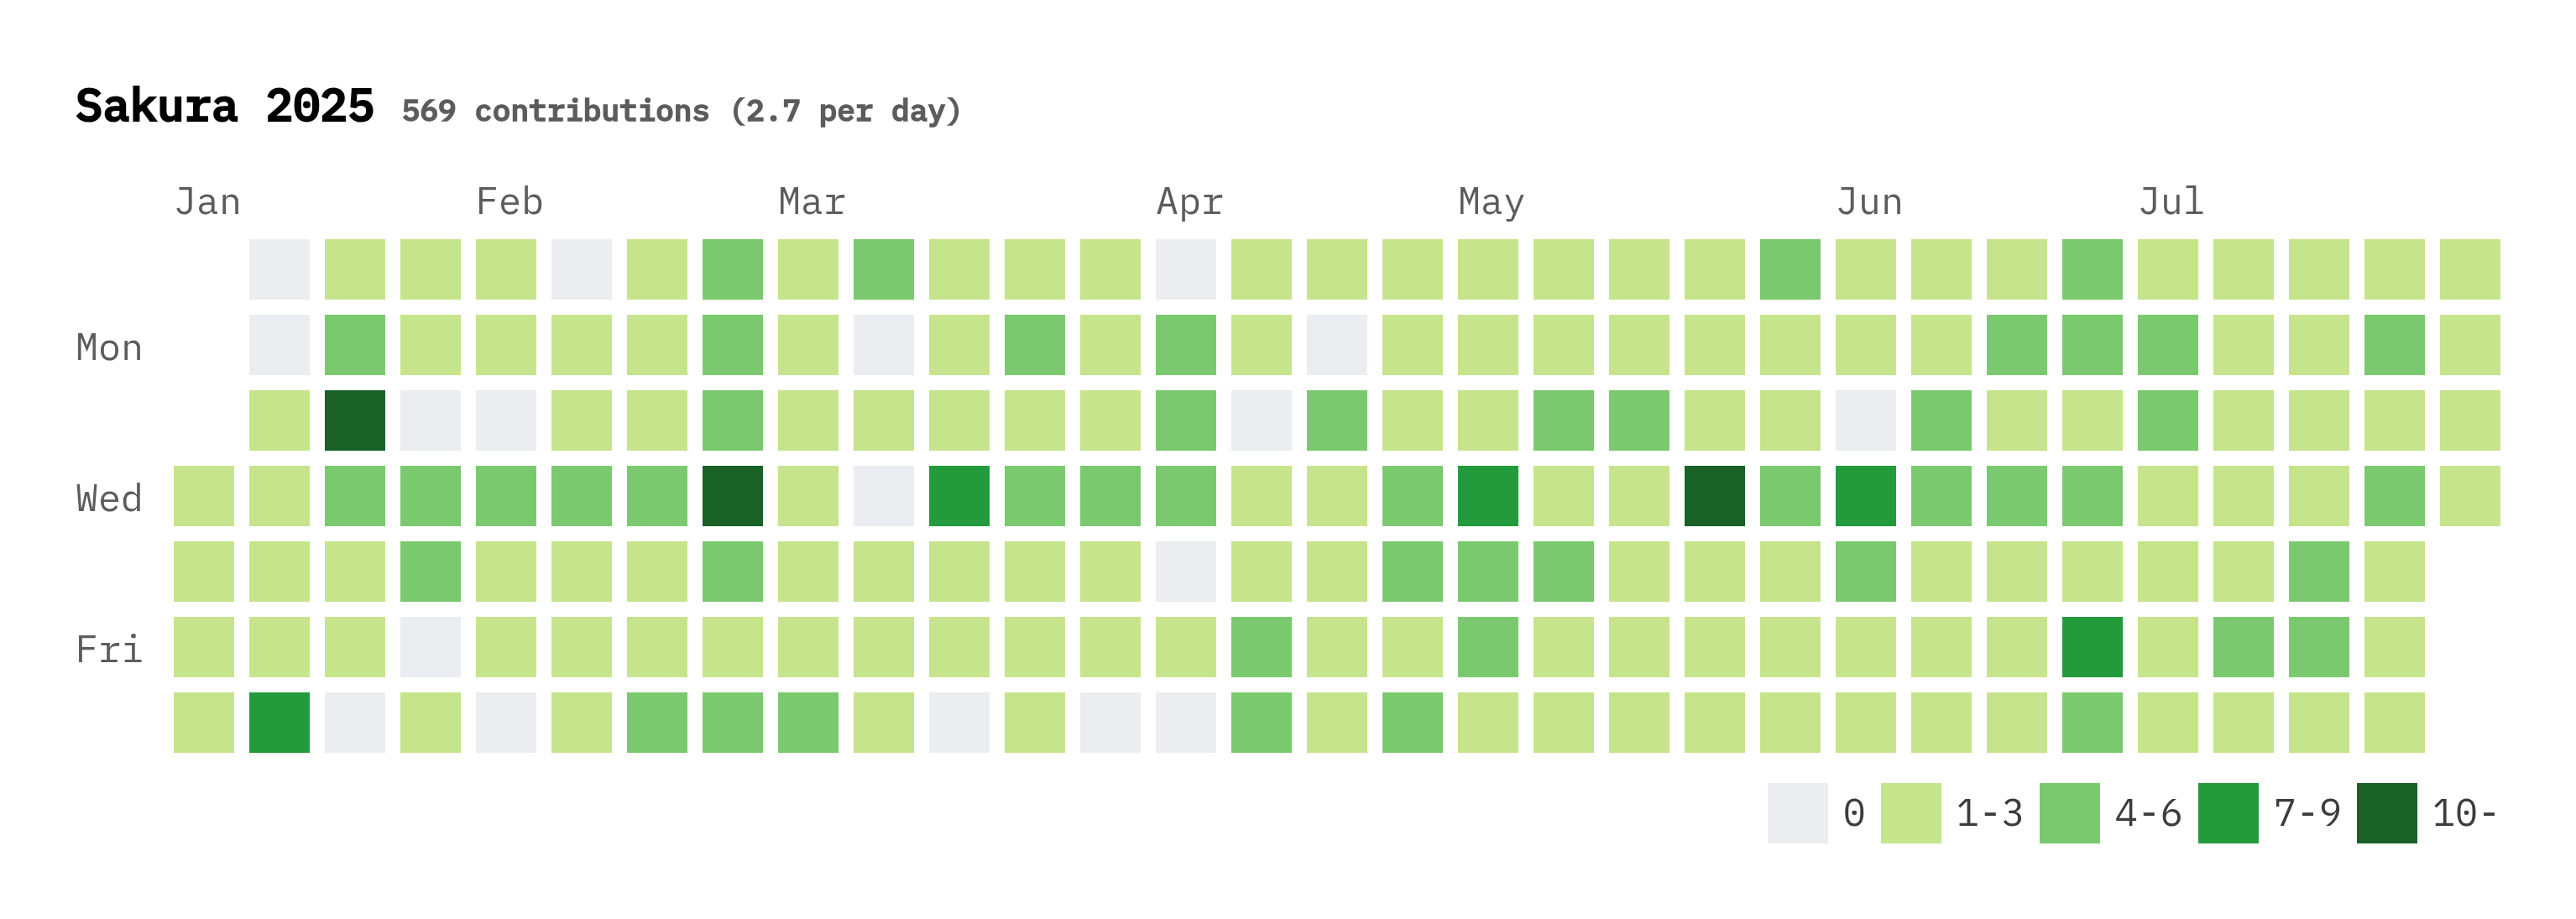 Sakura 2025 569 contributions (2.7 per day)
Jan Feb Mar Apr May Jun Jul
Mon
Wed
Fri
0 1-3 4-6 7-9 10-